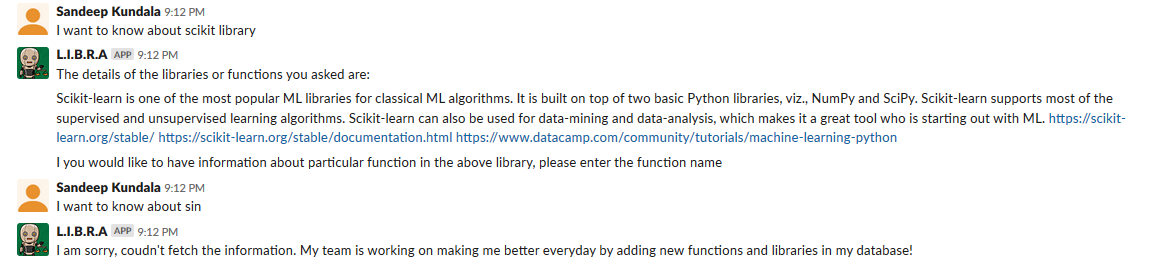 Sandeep Kundala 9:12 PM
I want to know about scikit library
L.I.B.R.A APP 9:12 PM
The details of the libraries or functions you asked are:
Scikit-learn is one of the most popular ML libraries for classical ML algorithms. It is built on top of two basic Python libraries, viz., NumPy and SciPy. Scikit-learn supports most of the
supervised and unsupervised learning algorithms. Scikit-learn can also be used for data-mining and data-analysis, which makes it a great tool who is starting out with ML. https://scikit-
learn.org/stable/ https://scikit-learn.org/stable/documentation.html https://www.datacamp.com/community/tutorials/machine-learning-python
I you would like to have information about particular function in the above library, please enter the function name
Sandeep Kundala 9:12 PM
I want to know about sin
L.I.B.R.A APP 9:12 PM
I am sorry, coudn't fetch the information. My team is working on making me better everyday by adding new functions and libraries in my database!